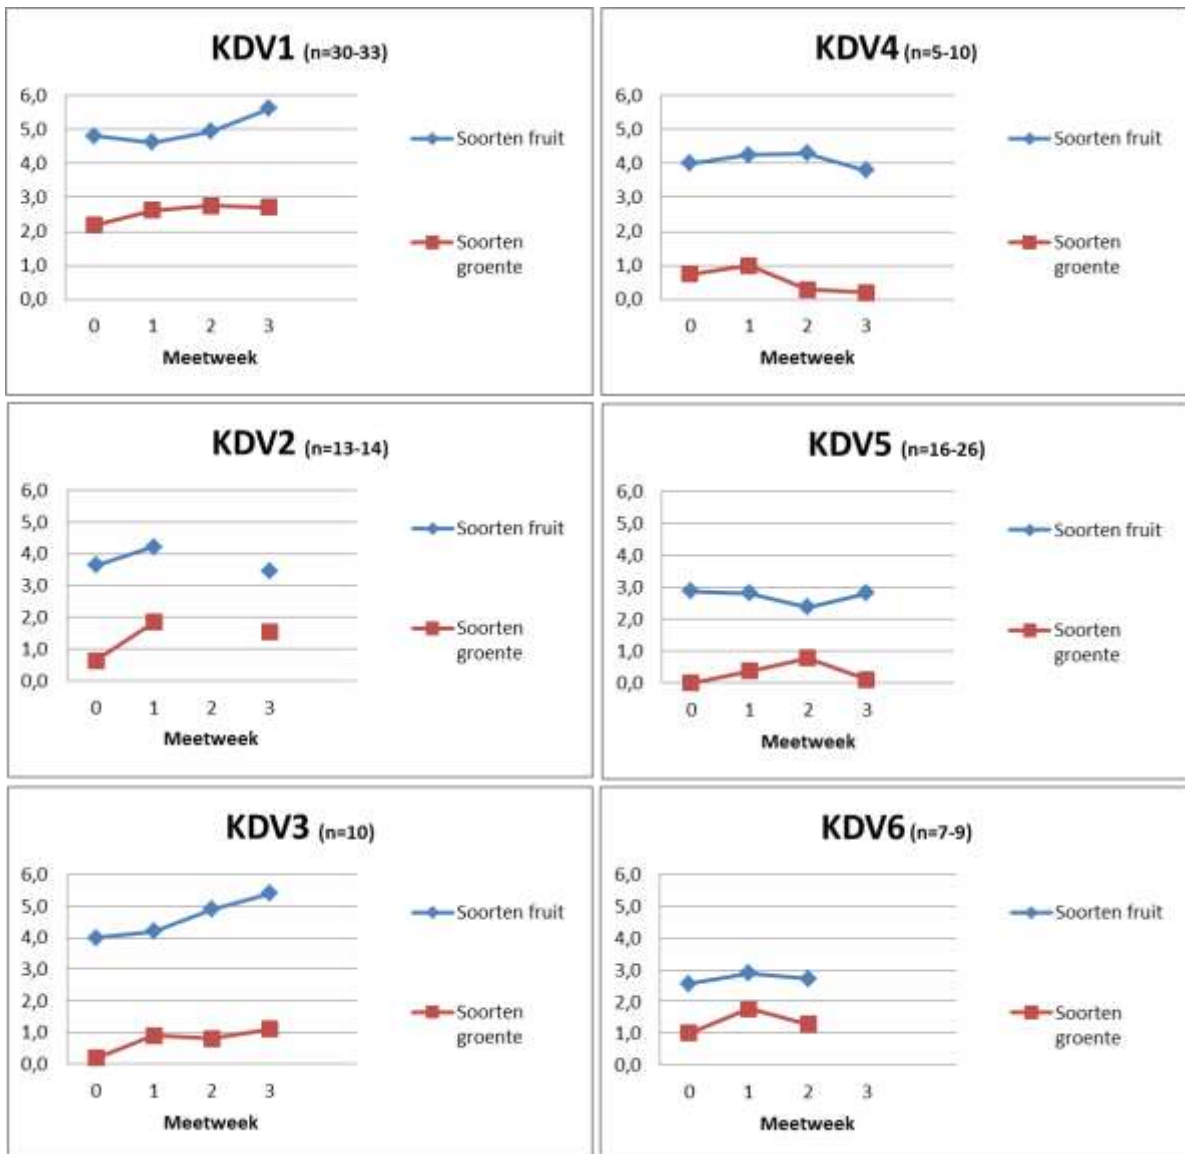 KDV1 (n=30-33)
6,0
5,0
4,0
3,0
2,0
1,0
0,0
0 1 2 3
Meetweek
Soorten fruit
Soorten
groente
KDV4 (n=5-10)
6,0
5,0
4,0
3,0
2,0
1,0
0,0
0 1 2 3
Meetweek
Soorten fruit
Soorten
groente
KDV2 (n=13-14)
6,0
5,0
4,0
3,0
2,0
1,0
0,0
0 1 2 3
Meetweek
Soorten fruit
Soorten
groente
KDV5 (n=16-26)
6,0
5,0
4,0
3,0
2,0
1,0
0,0
0 1 2 3
Meetweek
Soorten fruit
Soorten
groente
KDV3 (n=10)
6,0
5,0
4,0
3,0
2,0
1,0
0,0
0 1 2 3
Meetweek
Soorten fruit
Soorten
groente
KDV6 (n=7-9)
6,0
5,0
4,0
3,0
2,0
1,0
0,0
0 1 2 3
Meetweek
Soorten fruit
Soorten
groente